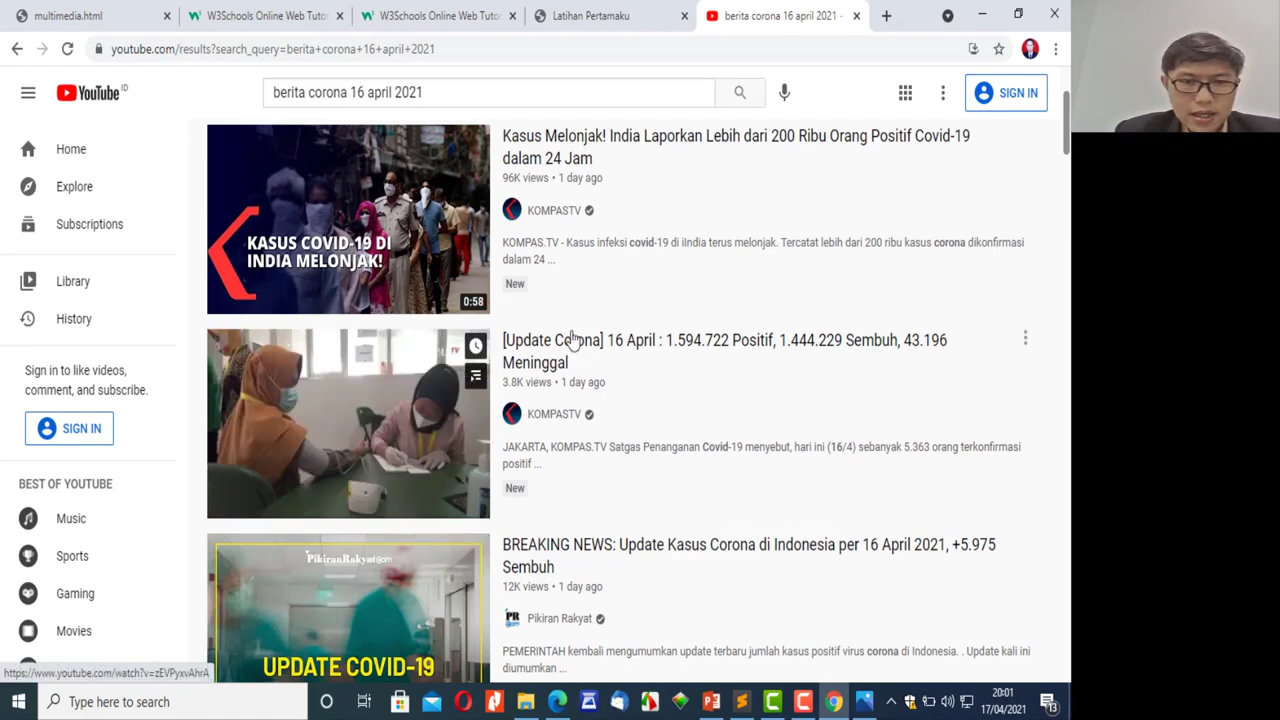 multimedia.html
W3Schools Online Web Tutor
W3Schools Online Web Tutor
Latihan Pertamaku
berita corona 16 april 2021 -
youtube.com/results?search_query=berita+corona+16+april+2021
YouTube ID
berita corona 16 april 2021
SIGN IN
Home
Explore
Subscriptions
Library
History
Sign in to like videos,
comment, and subscribe.
SIGN IN
BEST OF YOUTUBE
Music
Sports
Gaming
Movies
KASUS COVID-19 DI
INDIA MELONJAK!
0:58
Kasus Melonjak! India Laporkan Lebih dari 200 Ribu Orang Positif Covid-19
dalam 24 Jam
96K views • 1 day ago
KOMPASTV
KOMPAS.TV - Kasus infeksi covid-19 di iIndia terus melonjak. Tercatat lebih dari 200 ribu kasus corona dikonfirmasi
dalam 24 ...
New
TV
[Update Corona] 16 April : 1.594.722 Positif, 1.444.229 Sembuh, 43.196
Meninggal
3.8K views • 1 day ago
KOMPASTV
JAKARTA, KOMPAS.TV Satgas Penanganan Covid-19 menyebut, hari ini (16/4) sebanyak 5.363 orang terkonfirmasi
positif ...
New
PikiranRakyat.com
UPDATE COVID-19
BREAKING NEWS: Update Kasus Corona di Indonesia per 16 April 2021, +5.975
Sembuh
12K views • 1 day ago
PR
Pikiran Rakyat
PEMERINTAH kembali mengumumkan update terbaru jumlah kasus positif virus corona di Indonesia. . Update kali ini
diumumkan ...
https://www.youtube.com/watch?v=zEVPyxvAhrA
Type here to search
20:01
17/04/2021
13